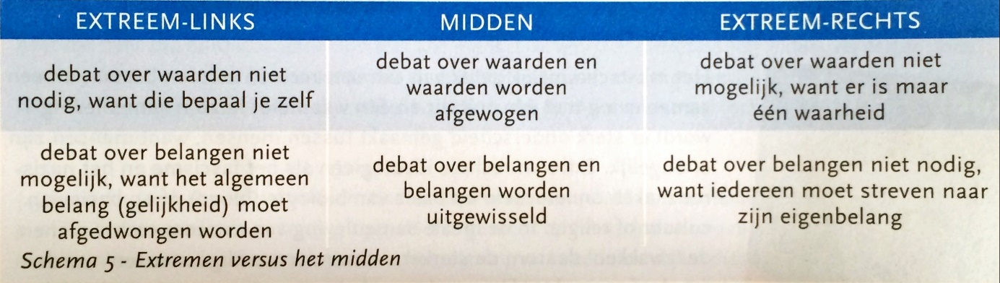 EXTREEM-LINKS
MIDDEN
EXTREEM-RECHTS
debat over waarden niet
nodig, want die bepaal je zelf
debat over waarden en
waarden worden
afgewogen
debat over waarden niet
mogelijk, want er is maar
één waarheid
debat over belangen niet
mogelijk, want het algemeen
belang (gelijkheid) moet
afgedwongen worden
debat over belangen en
belangen worden
uitgewisseld
debat over belangen niet nodig,
want iedereen moet streven naar
zijn eigenbelang
Schema 5 - Extremen versus het midden